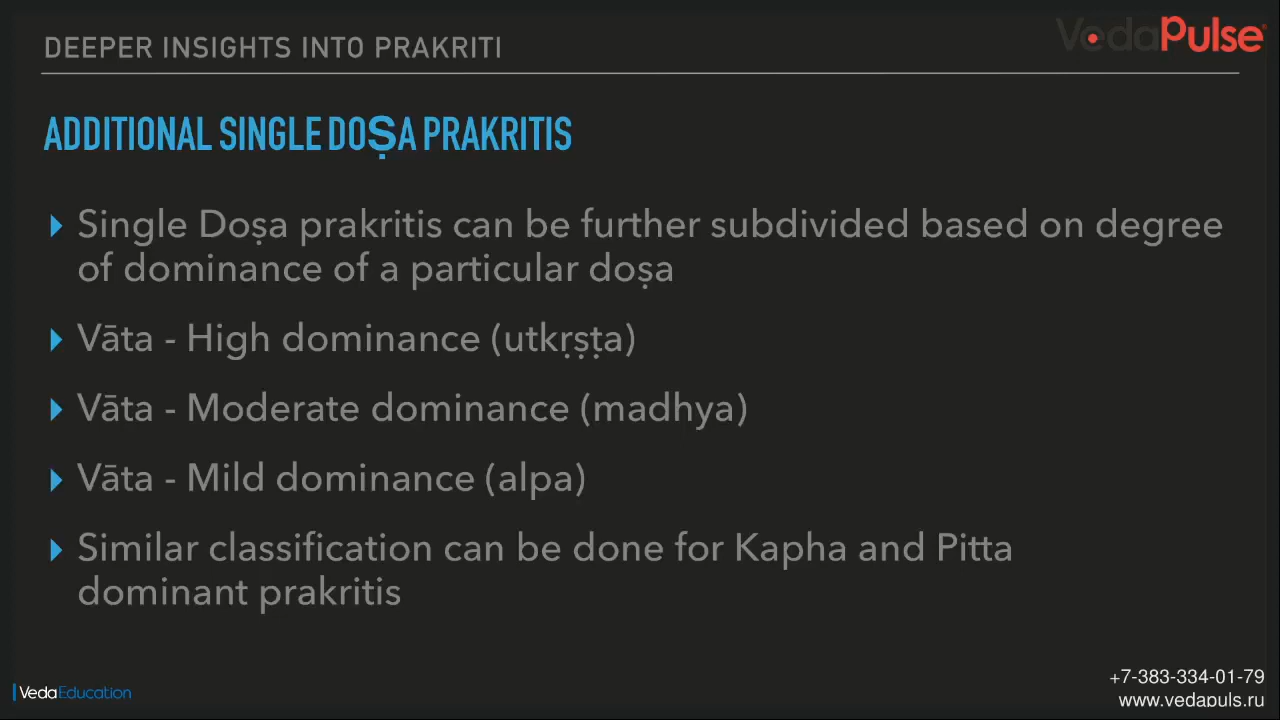 DEEPER INSIGHTS INTO PRAKRITI
VedaPulse®
ADDITIONAL SINGLE DOṢA PRAKRITIS
Single Doṣa prakritis can be further subdivided based on degree
of dominance of a particular doṣa
Vāta - High dominance (utkṛṣṭa)
Vāta - Moderate dominance (madhya)
Vāta - Mild dominance (alpa)
Similar classification can be done for Kapha and Pitta
dominant prakritis
VedaEducation
+7-383-334-01-79
www.vedapuls.ru